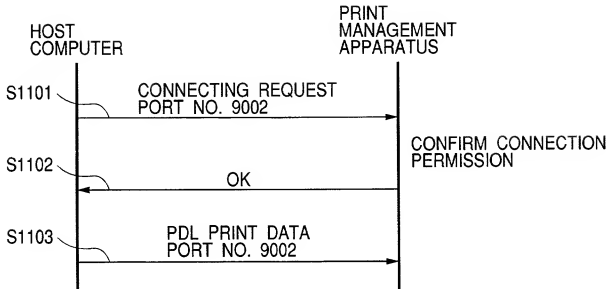 HOST
COMPUTER
PRINT
MANAGEMENT
APPARATUS
S1101
CONNECTING REQUEST
PORT NO. 9002
CONFIRM CONNECTION
PERMISSION
S1102
OK
S1103
PDL PRINT DATA
PORT NO. 9002